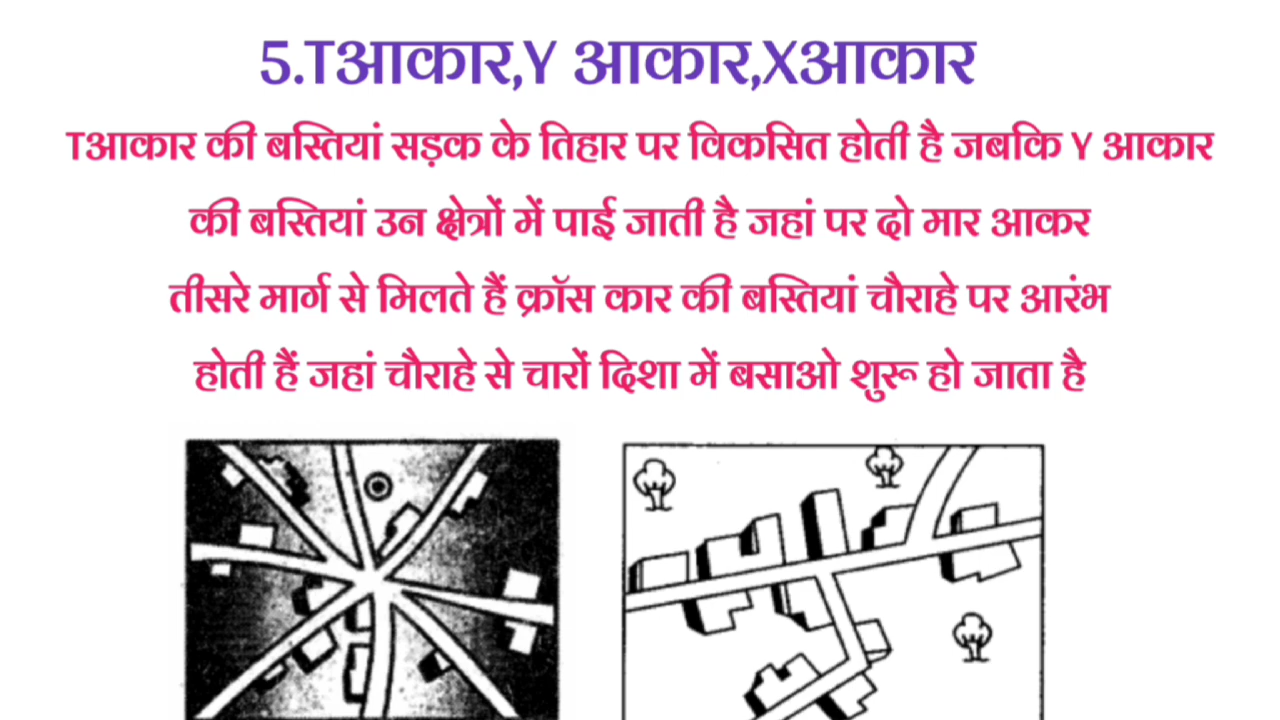 5.Tआकार,Y आकार,Xआकार
Tआकार की बस्तियां सड़क के तिहार पर विकसित होती है जबकि Y आकार
की बस्तियां उन क्षेत्रों में पाई जाती है जहां पर दो मार आकर
तीसरे मार्ग से मिलते हैं क्रॉस कार की बस्तियां चौराहे पर आरंभ
होती हैं जहां चौराहे से चारों दिशा में बसाओ शुरू हो जाता है